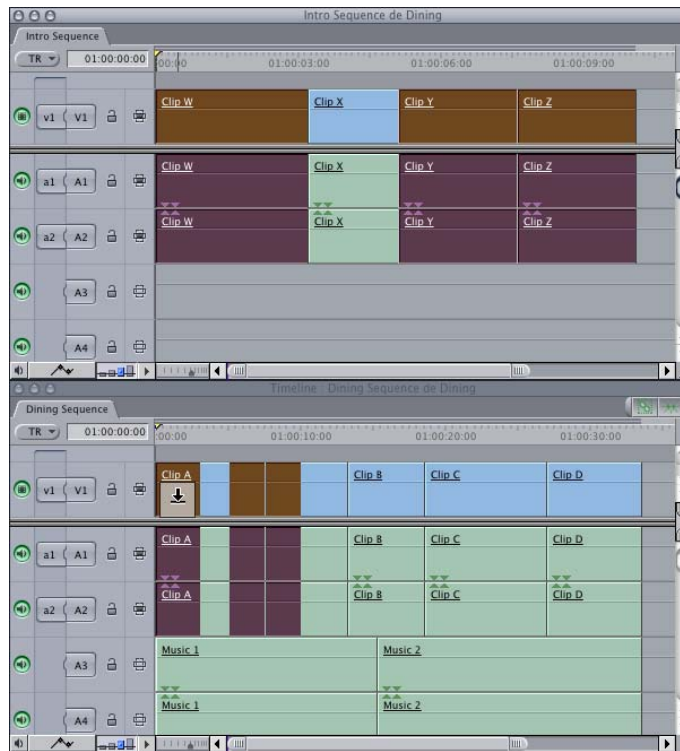 Intro Sequence de Dining
Intro Sequence
TR 01:00:00:00 00:00 01:00:03:00 01:00:06:00 01:00:09:00
Clip W Clip X Clip Y Clip Z
v1 V1
Clip W Clip X Clip Y Clip Z
a1 A1
Clip W Clip X Clip Y Clip Z
a2 A2
A3
A4
Timeline : Dining Sequence de Dining
Dining Sequence
TR 01:00:00:00 :00:00 01:00:10:00 01:00:20:00 01:00:30:00
Clip A Clip B Clip C Clip D
v1 V1
Clip A Clip B Clip C Clip D
a1 A1
Clip A Clip B Clip C Clip D
a2 A2
Music 1 Music 2
A3
Music 1 Music 2
A4